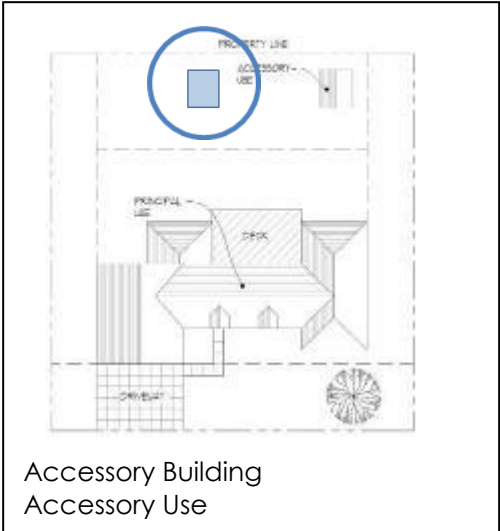 PROPERTY LINE
ACCESSORY
USE
PRINCIPAL
USE
DECK
DRIVEWAY
Accessory Building
Accessory Use